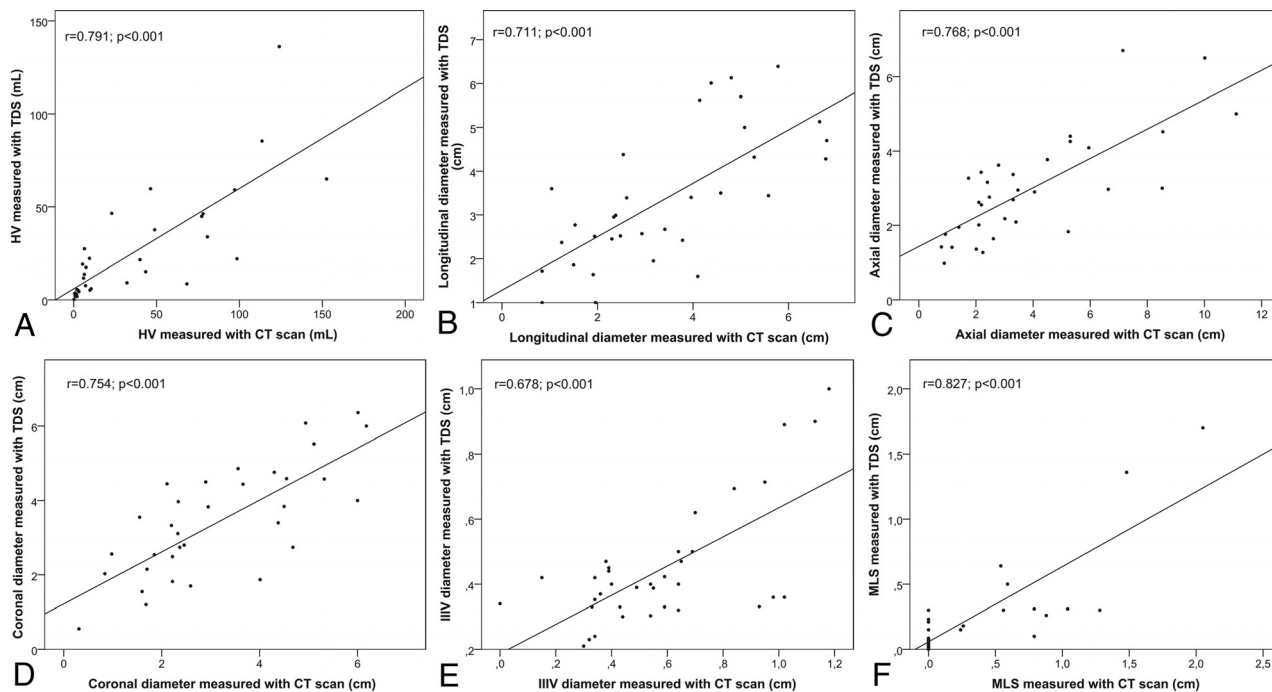 r=0.791; p<0.001
HV measured with TDS (mL)
150
100
50
0
0 50 100 150 200
HV measured with CT scan (mL)
A
r=0.711; p<0.001
Longitudinal diameter measured with TDS
(cm)
7
6
5
4
3
2
1
0 2 4 6
Longitudinal diameter measured with CT scan (cm)
B
r=0.768; p<0.001
Axial diameter measured with TDS (cm)
6
4
2
0
0 2 4 6 8 10 12
Axial diameter measured with CT scan (cm)
C
r=0.754; p<0.001
Coronal diameter measured with TDS (cm)
6
4
2
0
0 2 4 6
Coronal diameter measured with CT scan (cm)
D
r=0.678; p<0.001
IIIV diameter measured with TDS (cm)
1,0
,8
,6
,4
,2
,0 ,2 ,4 ,6 ,8 1,0 1,2
IIIV diameter measured with CT scan (cm)
E
r=0.827; p<0.001
MLS measured with TDS (cm)
2,0
1,5
1,0
,5
,0
,0 ,5 1,0 1,5 2,0 2,5
MLS measured with CT scan (cm)
F